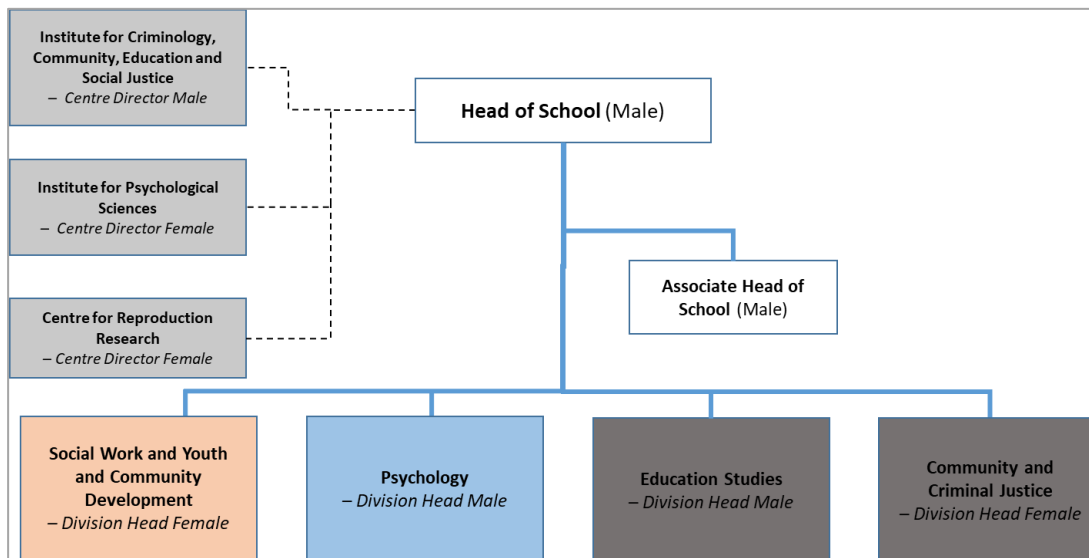 Institute for Criminology,
Community, Education and
Social Justice
– Centre Director Male
Head of School (Male)
Institute for Psychological
Sciences
– Centre Director Female
Associate Head of
School (Male)
Centre for Reproduction
Research
– Centre Director Female
Social Work and Youth
and Community
Development
– Division Head Female
Psychology
– Division Head Male
Education Studies
– Division Head Male
Community and
Criminal Justice
– Division Head Female